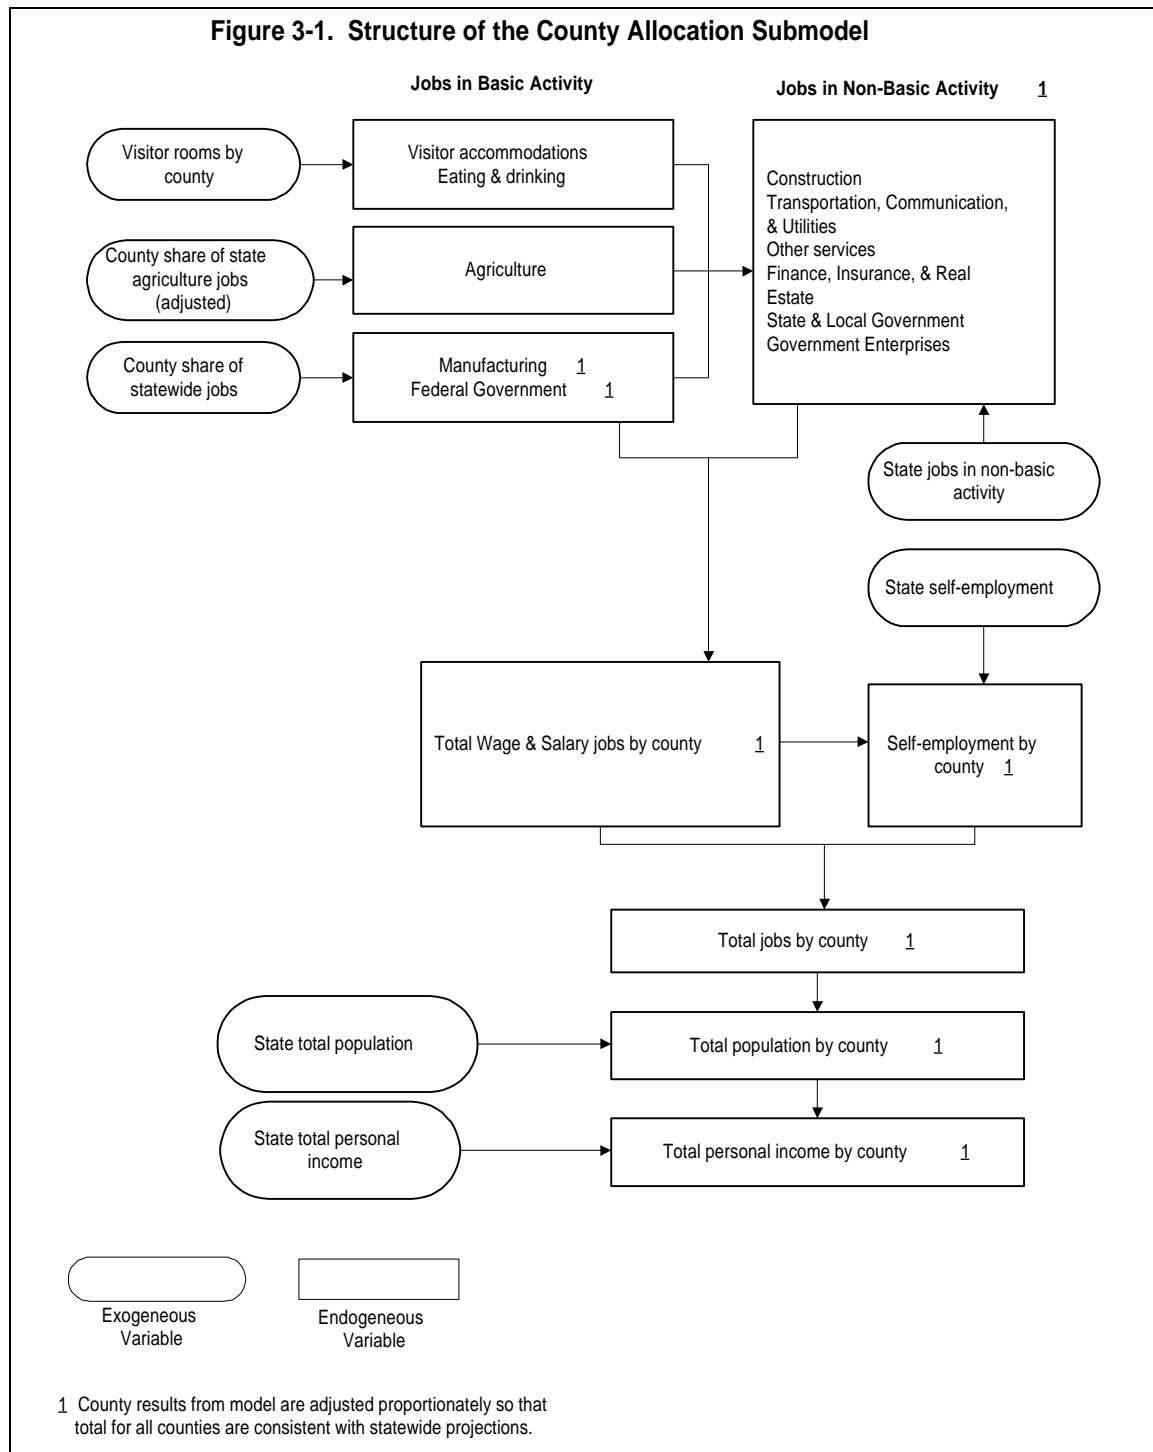 Figure 3-1. Structure of the County Allocation Submodel
Jobs in Basic Activity
Jobs in Non-Basic Activity 1
Visitor rooms by
county
Visitor accommodations
Eating & drinking
County share of state
agriculture jobs
(adjusted)
Agriculture
County share of
statewide jobs
Manufacturing 1
Federal Government 1
Construction
Transportation, Communication,
& Utilities
Other services
Finance, Insurance, & Real
Estate
State & Local Government
Government Enterprises
State jobs in non-basic
activity
State self-employment
Total Wage & Salary jobs by county 1
Self-employment by
county 1
Total jobs by county 1
State total population
Total population by county 1
State total personal
income
Total personal income by county 1
Exogeneous
Variable
Endogeneous
Variable
1 County results from model are adjusted proportionately so that
total for all counties are consistent with statewide projections.